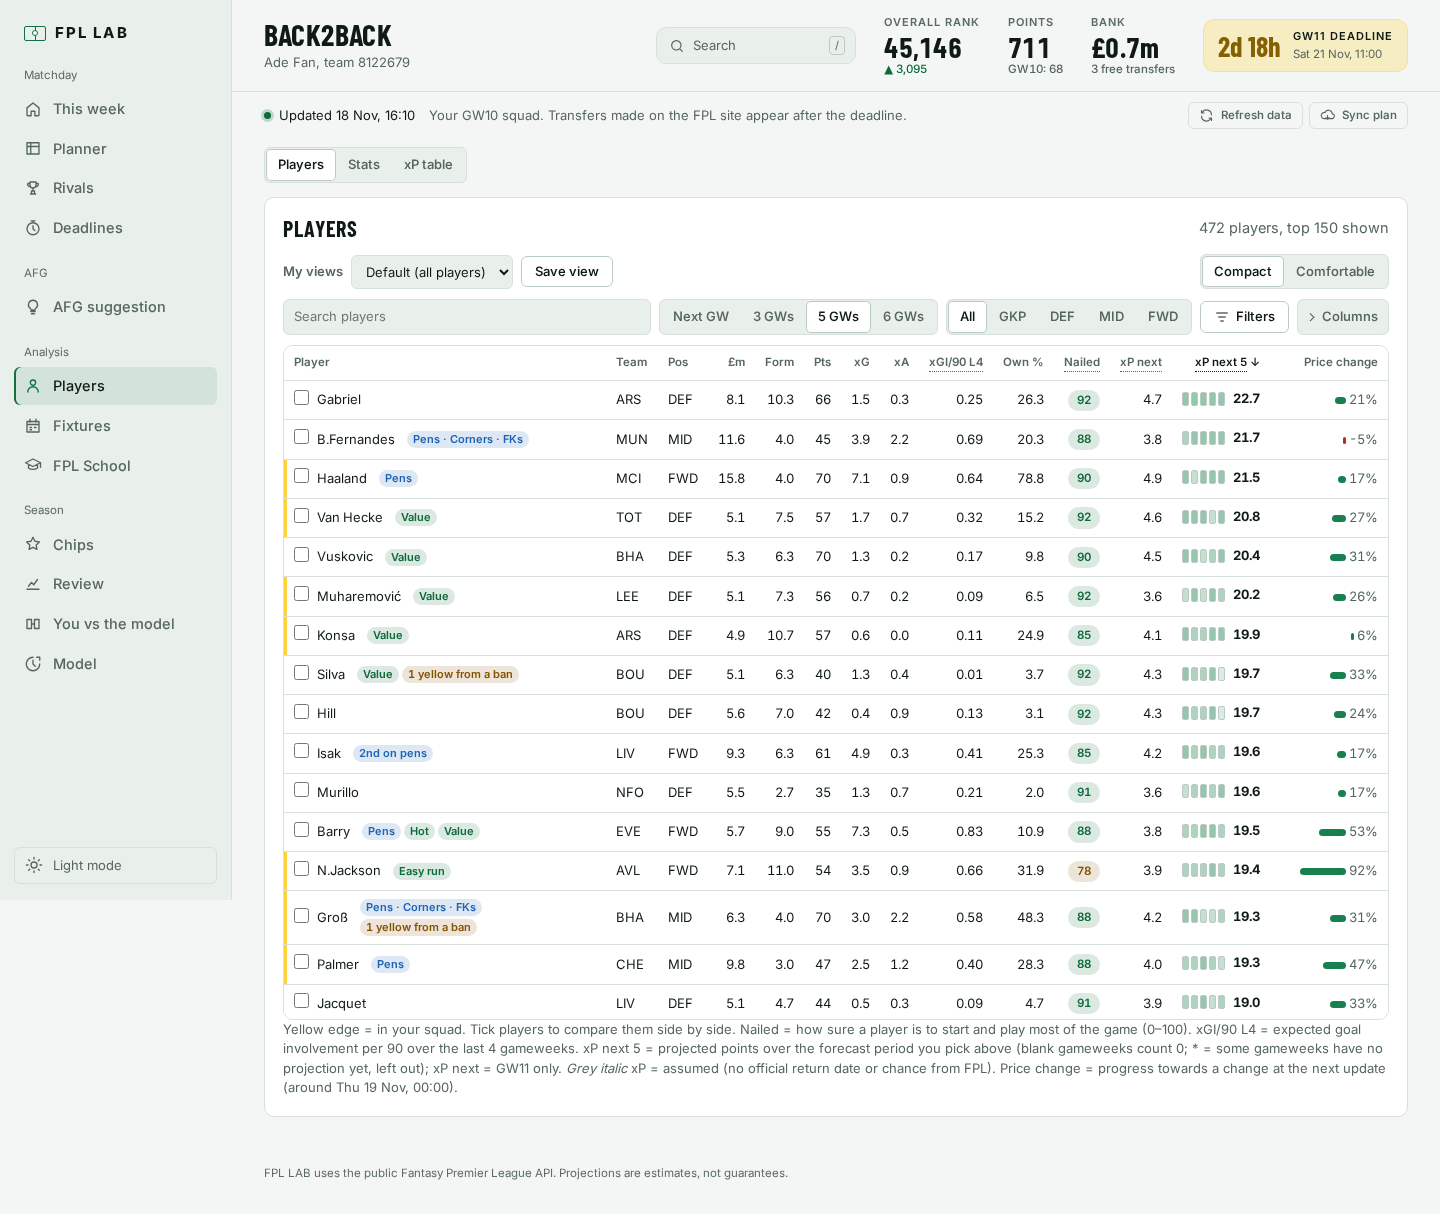 FPL LAB
Matchday
This week
Planner
Rivals
Deadlines
AFG
AFG suggestion
Analysis
Players
Fixtures
FPL School
Season
Chips
Review
You vs the model
Model
Light mode
BACK2BACK
Ade Fan, team 8122679
Search /
OVERALL RANK
45,146
▲ 3,095
POINTS
711
GW10: 68
BANK
£0.7m
3 free transfers
2d 18h
GW11 DEADLINE
Sat 21 Nov, 11:00
Updated 18 Nov, 16:10 Your GW10 squad. Transfers made on the FPL site appear after the deadline.
Refresh data Sync plan
Players Stats xP table
PLAYERS
472 players, top 150 shown
My views Default (all players) Save view
Compact Comfortable
Search players Next GW 3 GWs 5 GWs 6 GWs All GKP DEF MID FWD Filters Columns
Player Team Pos £m Form Pts xG xA xGI/90 L4 Own % Nailed xP next xP next 5 ↓ Price change
Gabriel ARS DEF 8.1 10.3 66 1.5 0.3 0.25 26.3 92 4.7 22.7 21%
B.Fernandes Pens · Corners · FKs MUN MID 11.6 4.0 45 3.9 2.2 0.69 20.3 88 3.8 21.7 -5%
Haaland Pens MCI FWD 15.8 4.0 70 7.1 0.9 0.64 78.8 90 4.9 21.5 17%
Van Hecke Value TOT DEF 5.1 7.5 57 1.7 0.7 0.32 15.2 92 4.6 20.8 27%
Vuskovic Value BHA DEF 5.3 6.3 70 1.3 0.2 0.17 9.8 90 4.5 20.4 31%
Muharemović Value LEE DEF 5.1 7.3 56 0.7 0.2 0.09 6.5 92 3.6 20.2 26%
Konsa Value ARS DEF 4.9 10.7 57 0.6 0.0 0.11 24.9 85 4.1 19.9 6%
Silva Value 1 yellow from a ban BOU DEF 5.1 6.3 40 1.3 0.4 0.01 3.7 92 4.3 19.7 33%
Hill BOU DEF 5.6 7.0 42 0.4 0.9 0.13 3.1 92 4.3 19.7 24%
Isak 2nd on pens LIV FWD 9.3 6.3 61 4.9 0.3 0.41 25.3 85 4.2 19.6 17%
Murillo NFO DEF 5.5 2.7 35 1.3 0.7 0.21 2.0 91 3.6 19.6 17%
Barry Pens Hot Value EVE FWD 5.7 9.0 55 7.3 0.5 0.83 10.9 88 3.8 19.5 53%
N.Jackson Easy run AVL FWD 7.1 11.0 54 3.5 0.9 0.66 31.9 78 3.9 19.4 92%
Groß Pens · Corners · FKs 1 yellow from a ban BHA MID 6.3 4.0 70 3.0 2.2 0.58 48.3 88 4.2 19.3 31%
Palmer Pens CHE MID 9.8 3.0 47 2.5 1.2 0.40 28.3 88 4.0 19.3 47%
Jacquet LIV DEF 5.1 4.7 44 0.5 0.3 0.09 4.7 91 3.9 19.0 33%
Yellow edge = in your squad. Tick players to compare them side by side. Nailed = how sure a player is to start and play most of the game (0–100). xGI/90 L4 = expected goal
involvement per 90 over the last 4 gameweeks. xP next 5 = projected points over the forecast period you pick above (blank gameweeks count 0; * = some gameweeks have no
projection yet, left out); xP next = GW11 only. Grey italic xP = assumed (no official return date or chance from FPL). Price change = progress towards a change at the next update
(around Thu 19 Nov, 00:00).
FPL LAB uses the public Fantasy Premier League API. Projections are estimates, not guarantees.